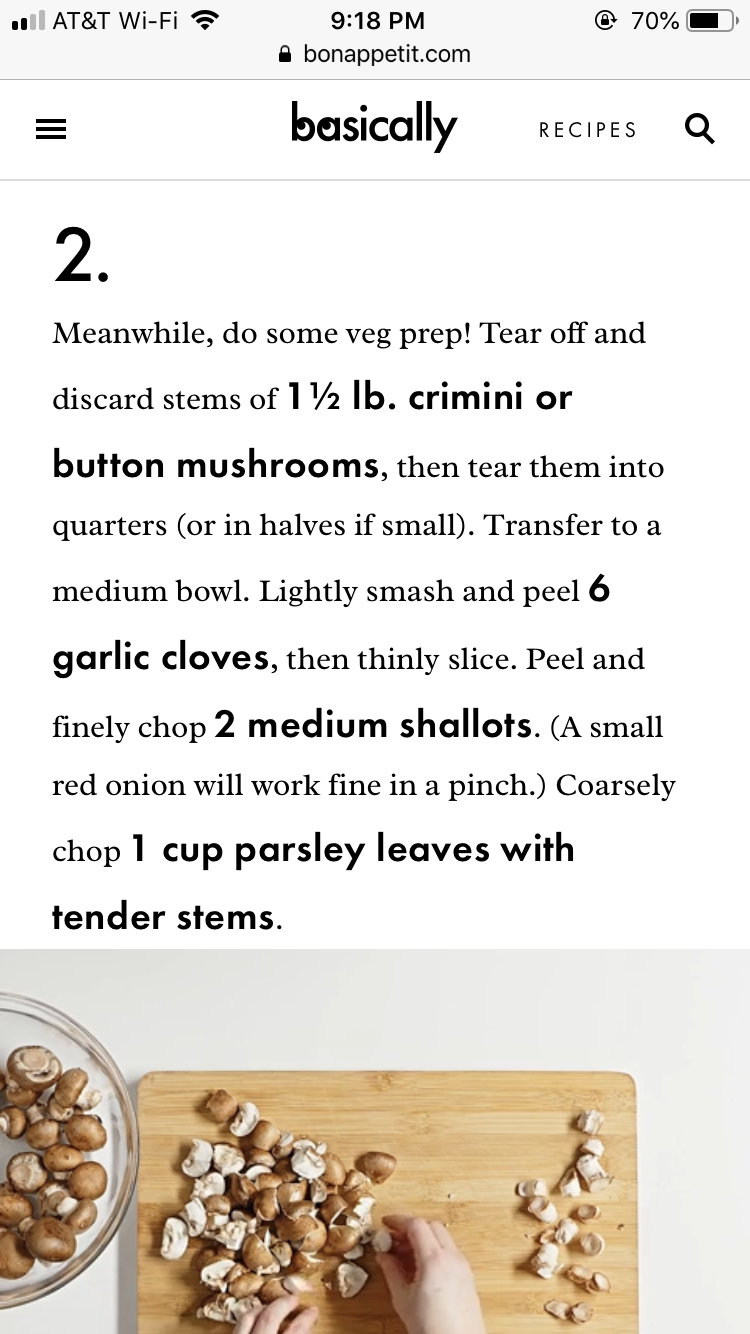 AT&T Wi-Fi 9:18 PM 70%
bonappetit.com
basically RECIPES
2.
Meanwhile, do some veg prep! Tear off and
discard stems of 1½ lb. crimini or
button mushrooms, then tear them into
quarters (or in halves if small). Transfer to a
medium bowl. Lightly smash and peel 6
garlic cloves, then thinly slice. Peel and
finely chop 2 medium shallots. (A small
red onion will work fine in a pinch.) Coarsely
chop 1 cup parsley leaves with
tender stems.